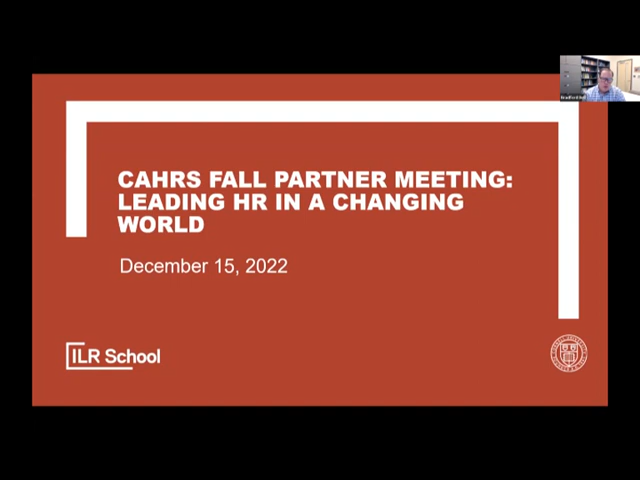 CAHRS FALL PARTNER MEETING:
LEADING HR IN A CHANGING
WORLD
December 15, 2022
ILR School